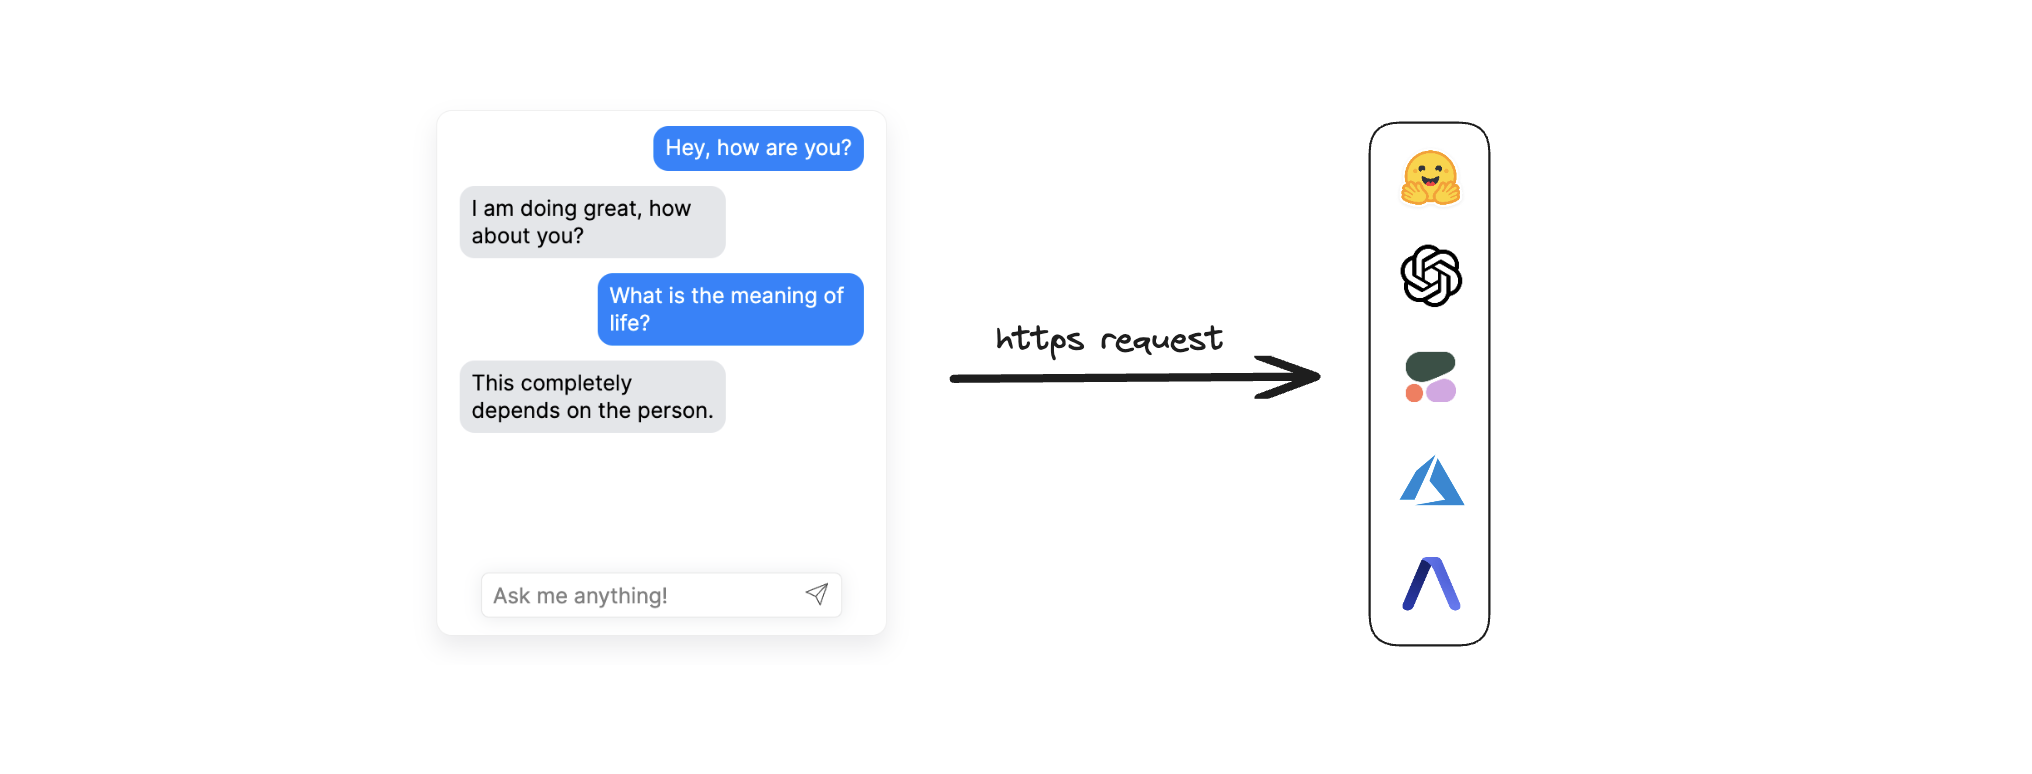 Hey, how are you?
I am doing great, how
about you?
What is the meaning of
life?
This completely
depends on the person.
Ask me anything!
https request